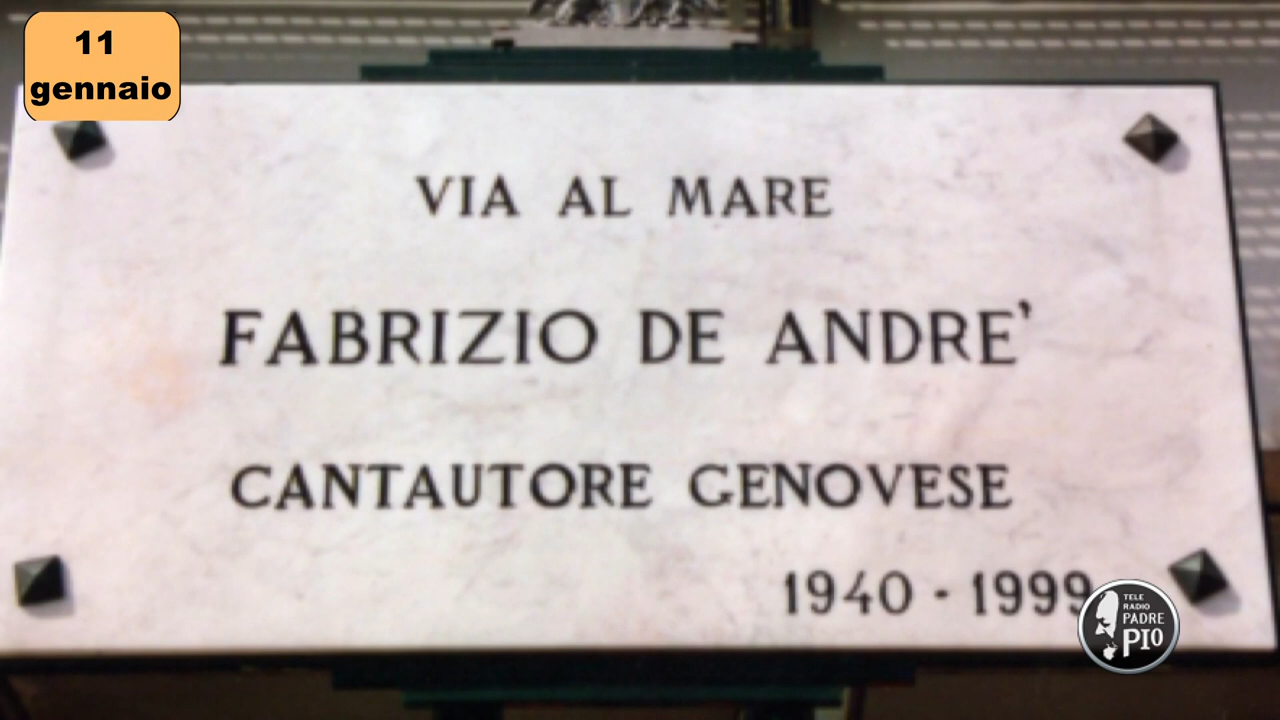 11
gennaio
VIA AL MARE
FABRIZIO DE ANDRE'
CANTAUTORE GENOVESE
1940 - 1999
TELE
RADIO
PADRE
PIO